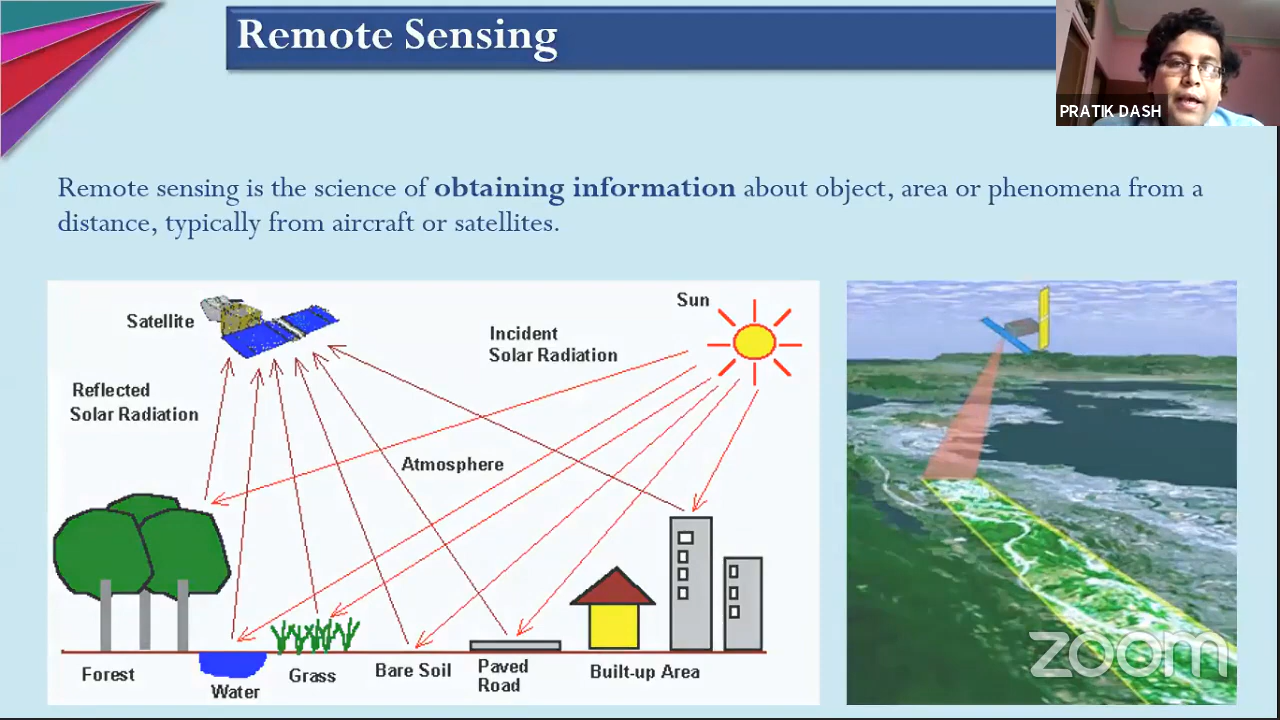 Remote Sensing
PRATIK DASH
Remote sensing is the science of obtaining information about object, area or phenomena from a
distance, typically from aircraft or satellites.
Sun
Satellite
Incident
Solar Radiation
Reflected
Solar Radiation
Atmosphere
Forest
Water
Grass
Bare Soil
Paved
Road
Built-up Area
zoom